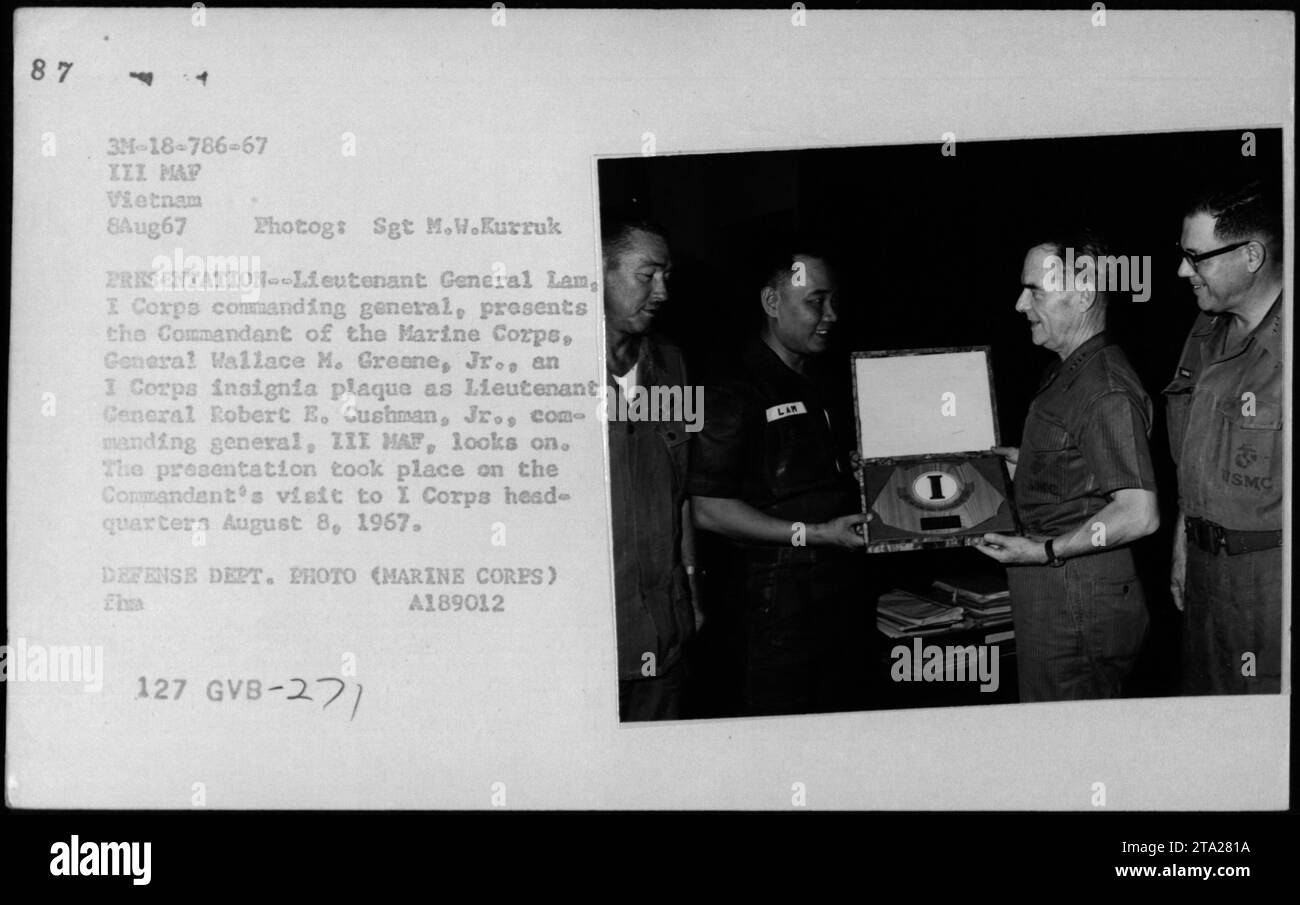 87
3M-18-786-67
III MAF
Vietnam
8Aug67 Photog: Sgt M.W.Kurruk
PRESENTATION--Lieutenant General Lam,
I Corps commanding general, presents
the Commandant of the Marine Corps,
General Wallace M. Greene, Jr., an
I Corps insignia plaque as Lieutenant
General Robert E. Cushman, Jr., com-
manding general, III MAF, looks on.
The presentation took place on the
Commandant's visit to I Corps head-
quarters August 8, 1967.
DEFENSE DEPT. PHOTO (MARINE CORPS)
A189012
127 GVB-271
LAM
I
USMC
alamy
alamy
a
a
a
a
alamy
Image ID: 2TA281A
www.alamy.com